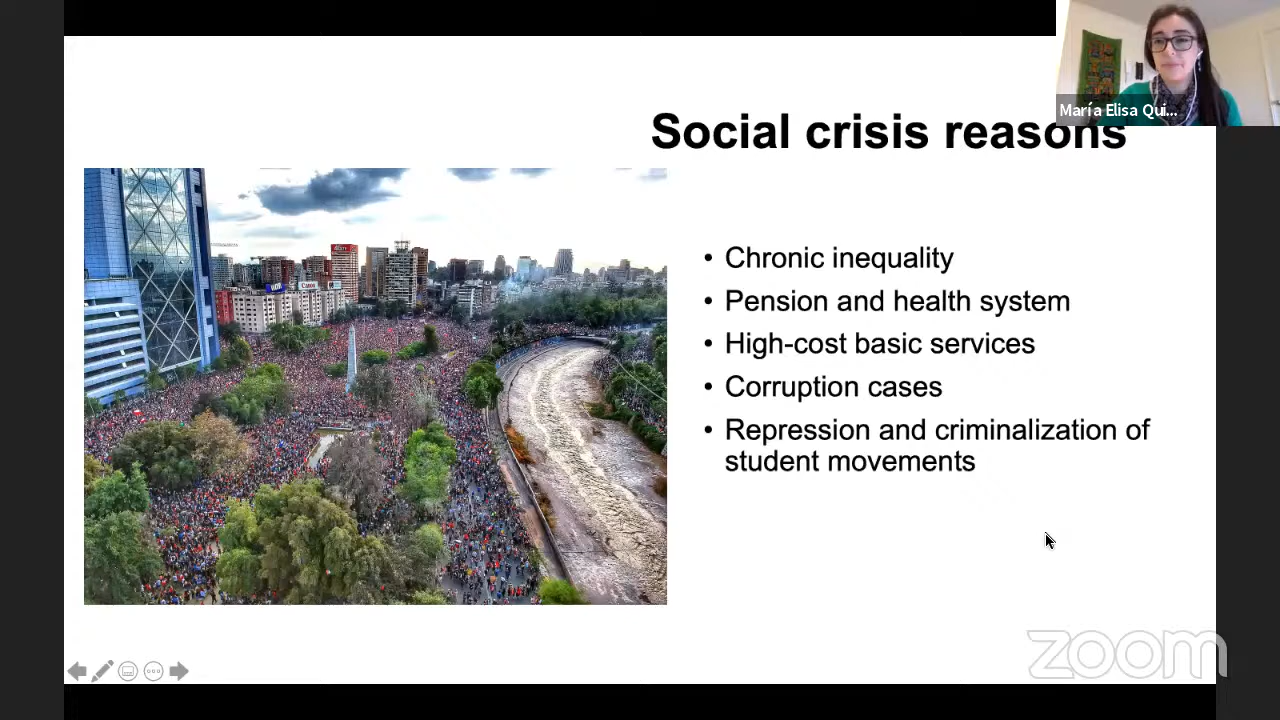 María Elisa Qui...
Social crisis reasons
• Chronic inequality
• Pension and health system
• High-cost basic services
• Corruption cases
• Repression and criminalization of
student movements
zoom